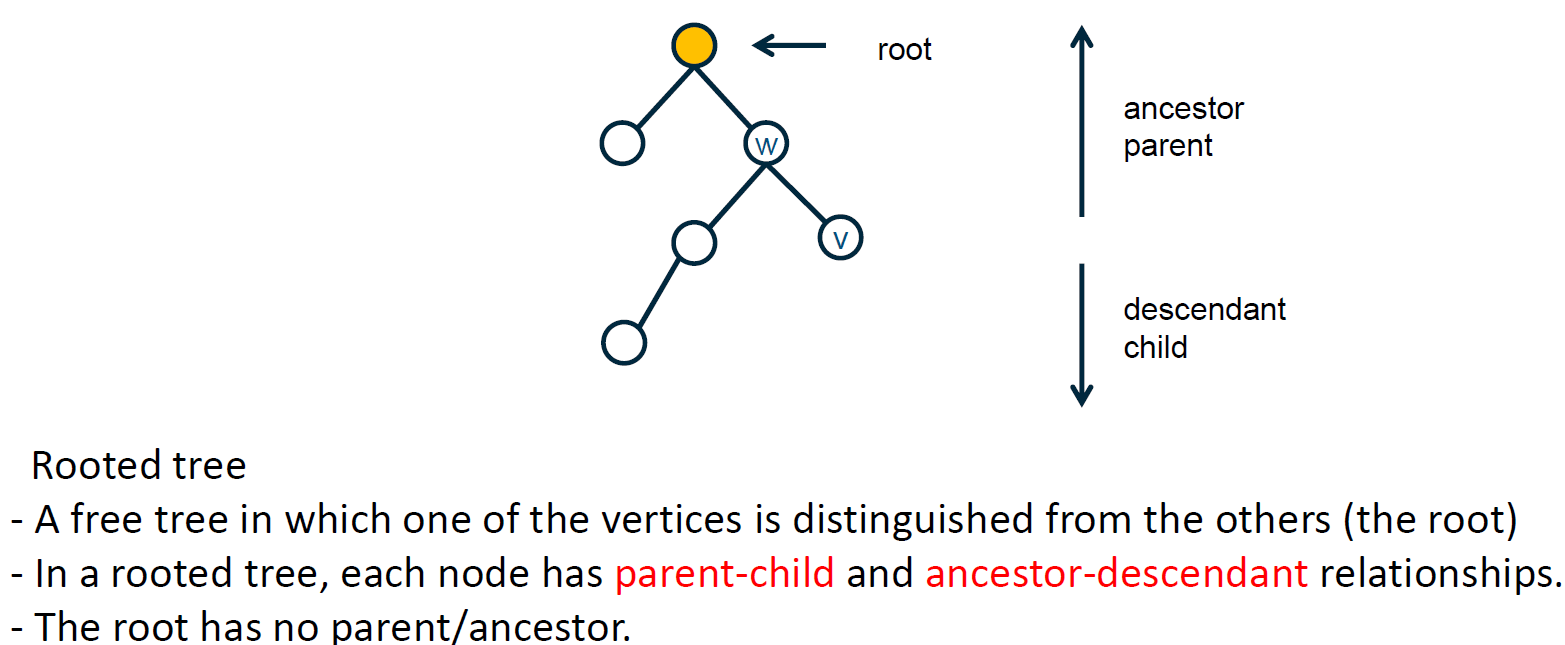 root
ancestor
parent
W
V
descendant
child
Rooted tree
- A free tree in which one of the vertices is distinguished from the others (the root)
- In a rooted tree, each node has parent-child and ancestor-descendant relationships.
- The root has no parent/ancestor.